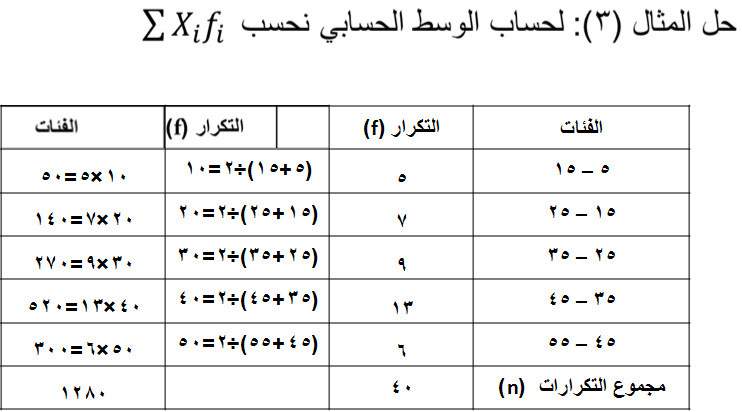 حل المثال (٣): لحساب الوسط الحسابي نحسب ∑ Xᵢfᵢ
الفئات التكرار (f) التكرار (f) الفئات
٥ – ١٥ ٥ (٥+١٥)÷٢=١٠ ١٠×٥=٥٠
١٥ – ٢٥ ٧ (١٥+٢٥)÷٢=٢٠ ٢٠×٧=١٤٠
٢٥ – ٣٥ ٩ (٢٥+٣٥)÷٢=٣٠ ٣٠×٩=٢٧٠
٣٥ – ٤٥ ١٣ (٣٥+٤٥)÷٢=٤٠ ٤٠×١٣=٥٢٠
٤٥ – ٥٥ ٦ (٤٥+٥٥)÷٢=٥٠ ٥٠×٦=٣٠٠
مجموع التكرارات (n) ٤٠ ١٢٨٠